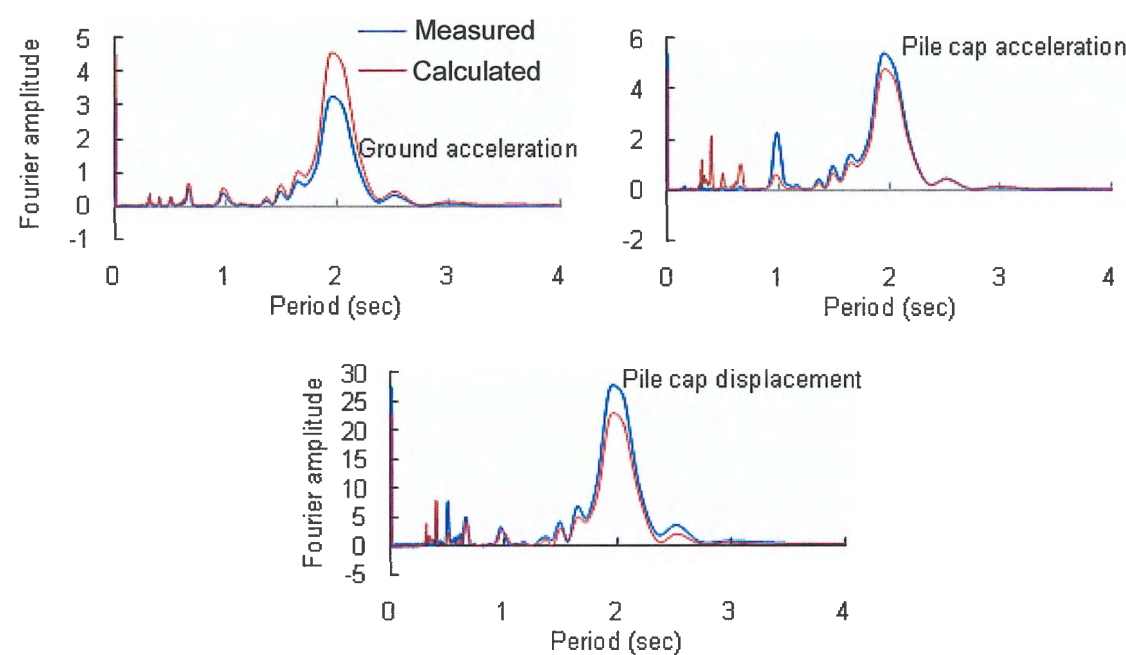 Measured
Calculated
Ground acceleration
Fourier amplitude
5
4
3
2
1
0
-1
0 1 2 3 4
Period (sec)
Pile cap acceleration
6
4
2
0
-2
0 1 2 3 4
Period (sec)
Pile cap displacement
Fourier amplitude
30
25
20
15
10
5
0
-5
0 1 2 3 4
Period (sec)